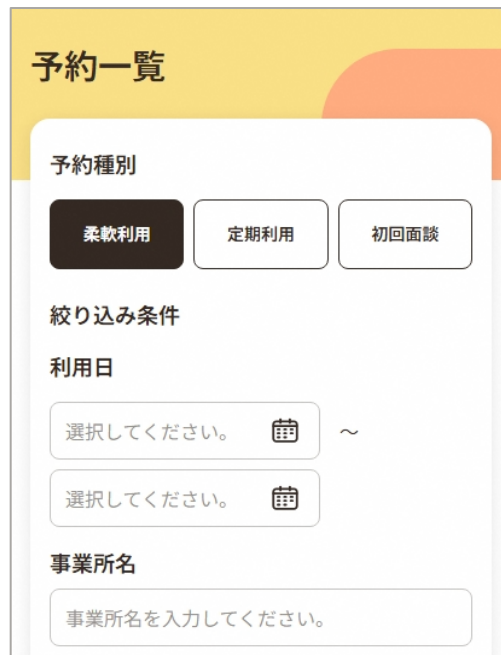 予約一覧
予約種別
柔軟利用 定期利用 初回面談
絞り込み条件
利用日
選択してください。 ～
選択してください。
事業所名
事業所名を入力してください。